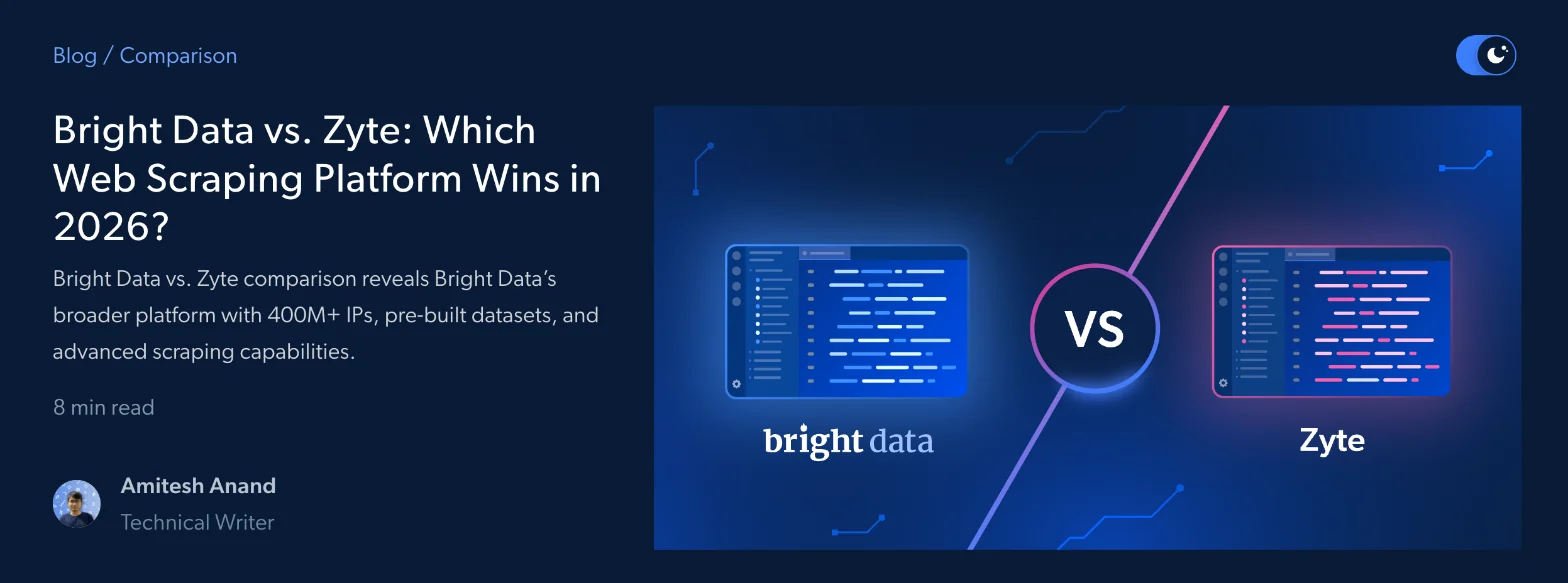 Blog / Comparison
Bright Data vs. Zyte: Which
Web Scraping Platform Wins in
2026?
Bright Data vs. Zyte comparison reveals Bright Data’s
broader platform with 400M+ IPs, pre-built datasets, and
advanced scraping capabilities.
8 min read
Amitesh Anand
Technical Writer
VS
bright data
Zyte